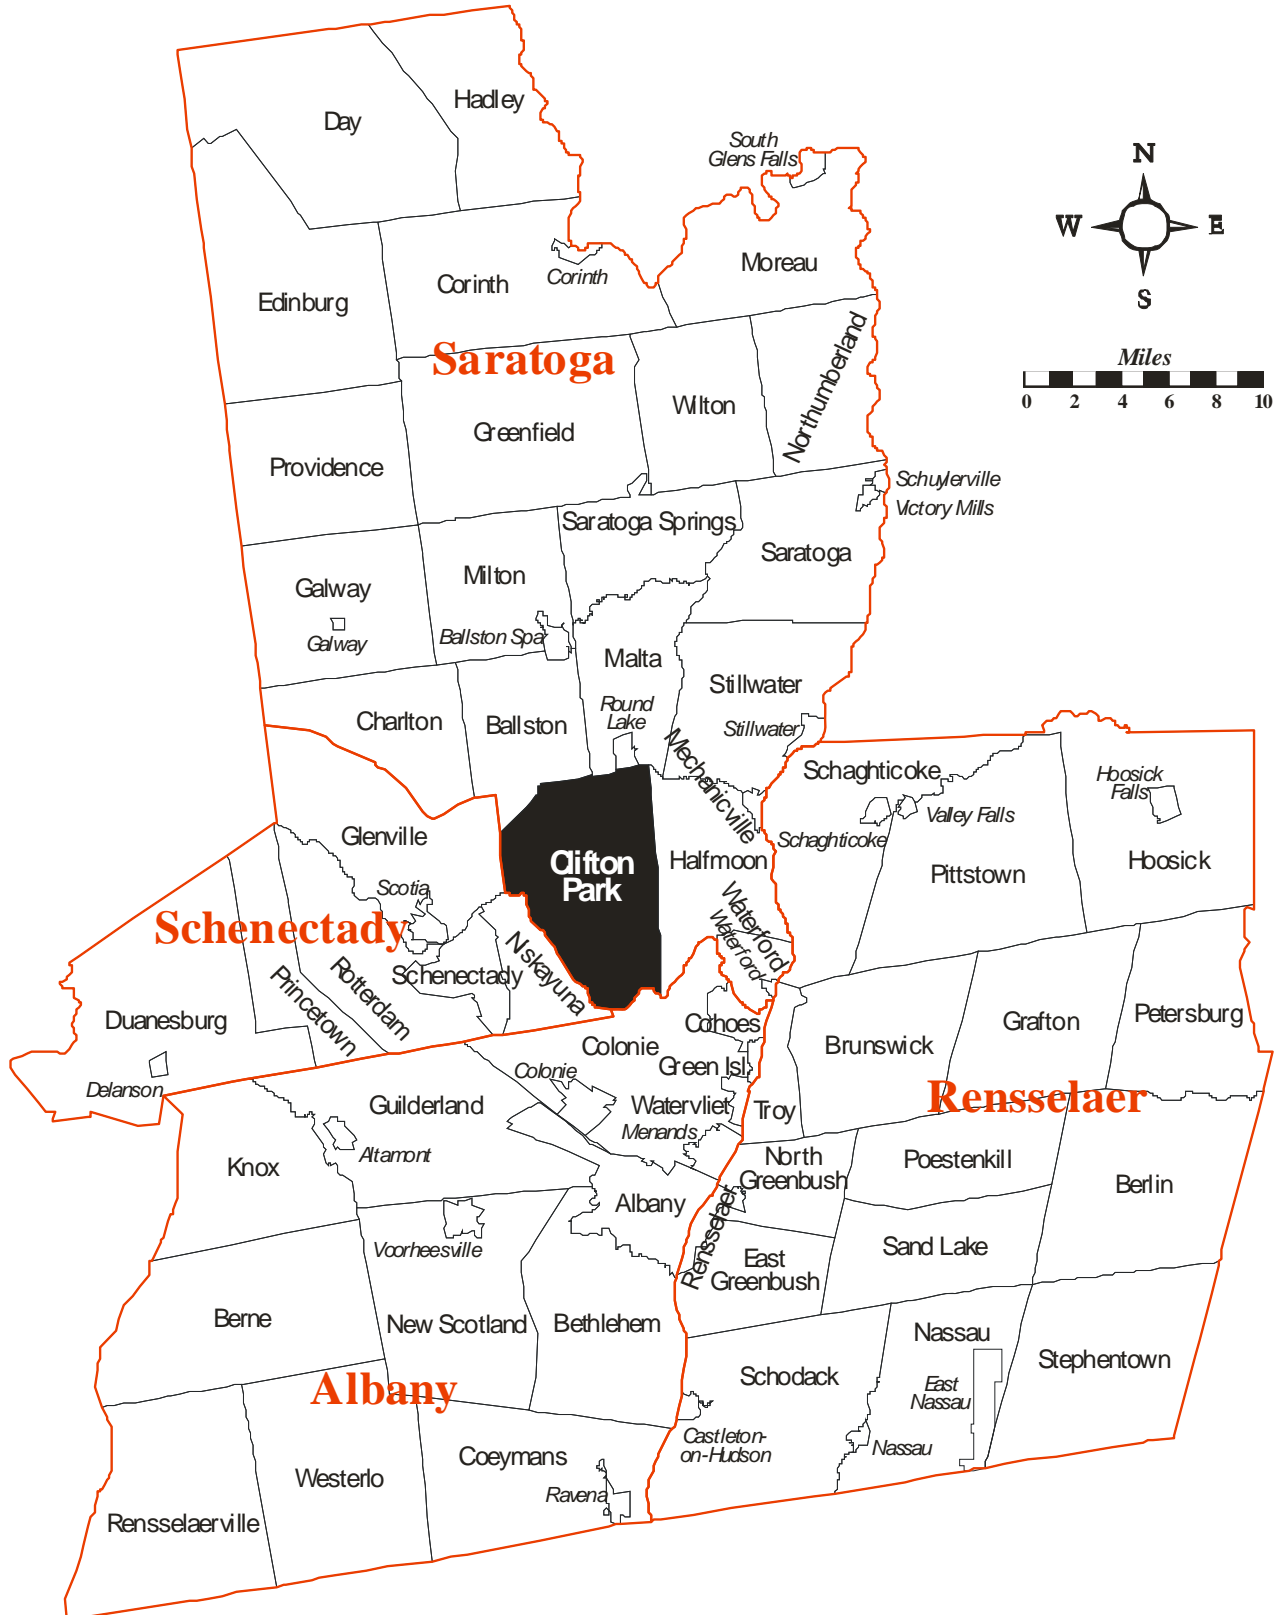 Day
Hadley
South
Glens Falls
N
W
E
S
Moreau
Corinth
Corinth
Edinburg
Saratoga
Northumberland
Miles
0 2 4 6 8 10
Wilton
Greenfield
Providence
Schuylerville
Victory Mills
Saratoga Springs
Saratoga
Milton
Galway
Galway
Ballston Spa
Malta
Stillwater
Round
Lake
Stillwater
Charlton
Ballston
Mechanicville
Schaghticoke
Hoosick
Falls
Valley Falls
Schaghticoke
Glenville
Clifton
Park
Halfmoon
Hoosick
Pittstown
Scotia
Waterford
Waterford
Schenectady
Niskayuna
Schenectady
Rotterdam
Princetown
Duanesburg
Cohoes
Grafton
Petersburg
Colonie
Brunswick
Green Isl.
Colonie
Delanson
Rensselaer
Guilderland
Watervliet
Troy
Menands
Altamont
Knox
North
Greenbush
Poestenkill
Berlin
Albany
Rensselaer
Voorheesville
Sand Lake
East
Greenbush
Berne
New Scotland
Bethlehem
Nassau
Stephentown
Schodack
Albany
East
Nassau
Castleton-
on-Hudson
Nassau
Coeymans
Westerlo
Ravena
Rensselaerville